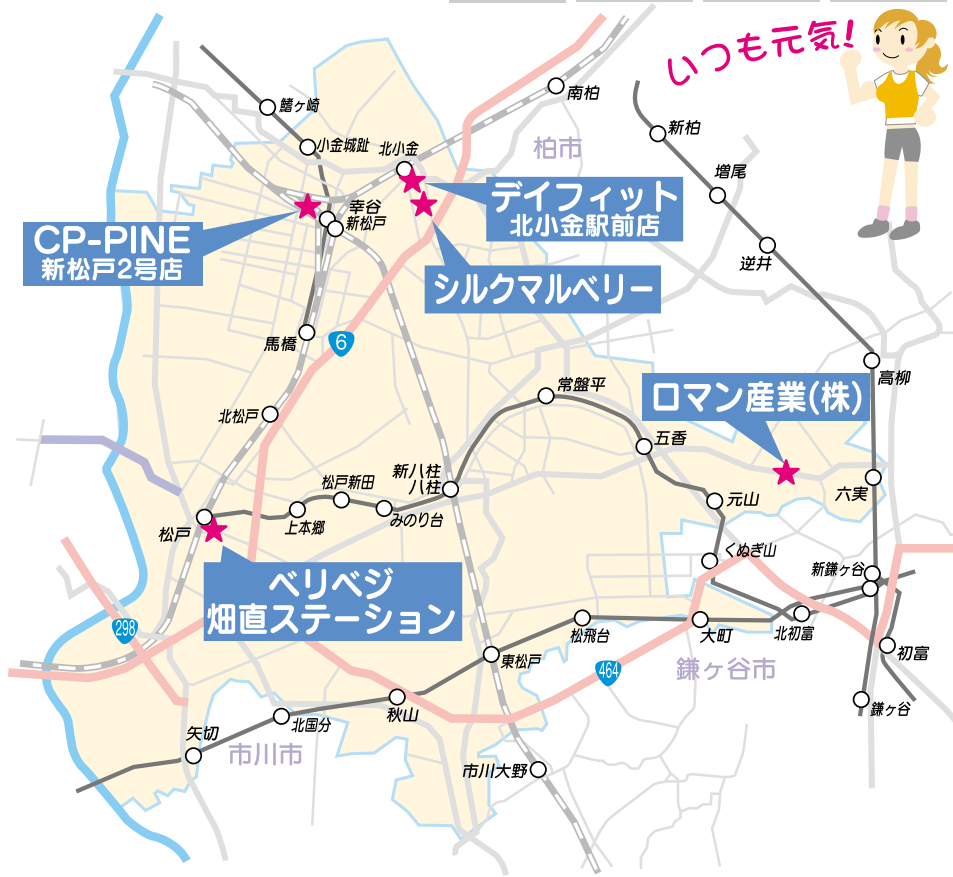 いつも元気!
鰭ヶ崎
小金城趾
北小金
南柏
柏市
新柏
増尾
逆井
高柳
デイフィット
北小金駅前店
幸谷
新松戸
CP-PINE
新松戸2号店
シルクマルベリー
馬橋
6
北松戸
常盤平
ロマン産業(株)
五香
六実
新八柱
八柱
松戸新田
みのり台
上本郷
松戸
元山
くぬぎ山
新鎌ヶ谷
ベリベジ
畑直ステーション
298
松飛台
大町
北初富
初富
東松戸
464
鎌ヶ谷市
鎌ヶ谷
秋山
北国分
矢切
市川市
市川大野